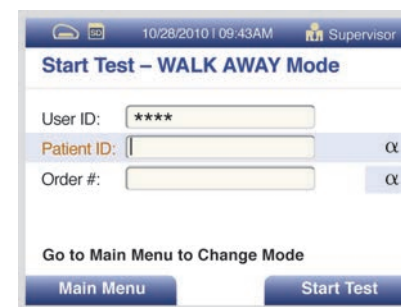 SD 10/28/2010 | 09:43AM Supervisor
Start Test – WALK AWAY Mode
User ID: ****
Patient ID: α
Order #: α
Go to Main Menu to Change Mode
Main Menu Start Test